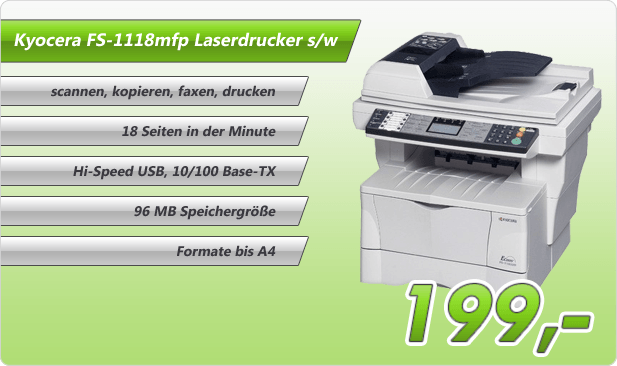 Kyocera FS-1118mfp Laserdrucker s/w
scannen, kopieren, faxen, drucken
18 Seiten in der Minute
Hi-Speed USB, 10/100 Base-TX
96 MB Speichergröße
Formate bis A4
KYOCERA
199,-